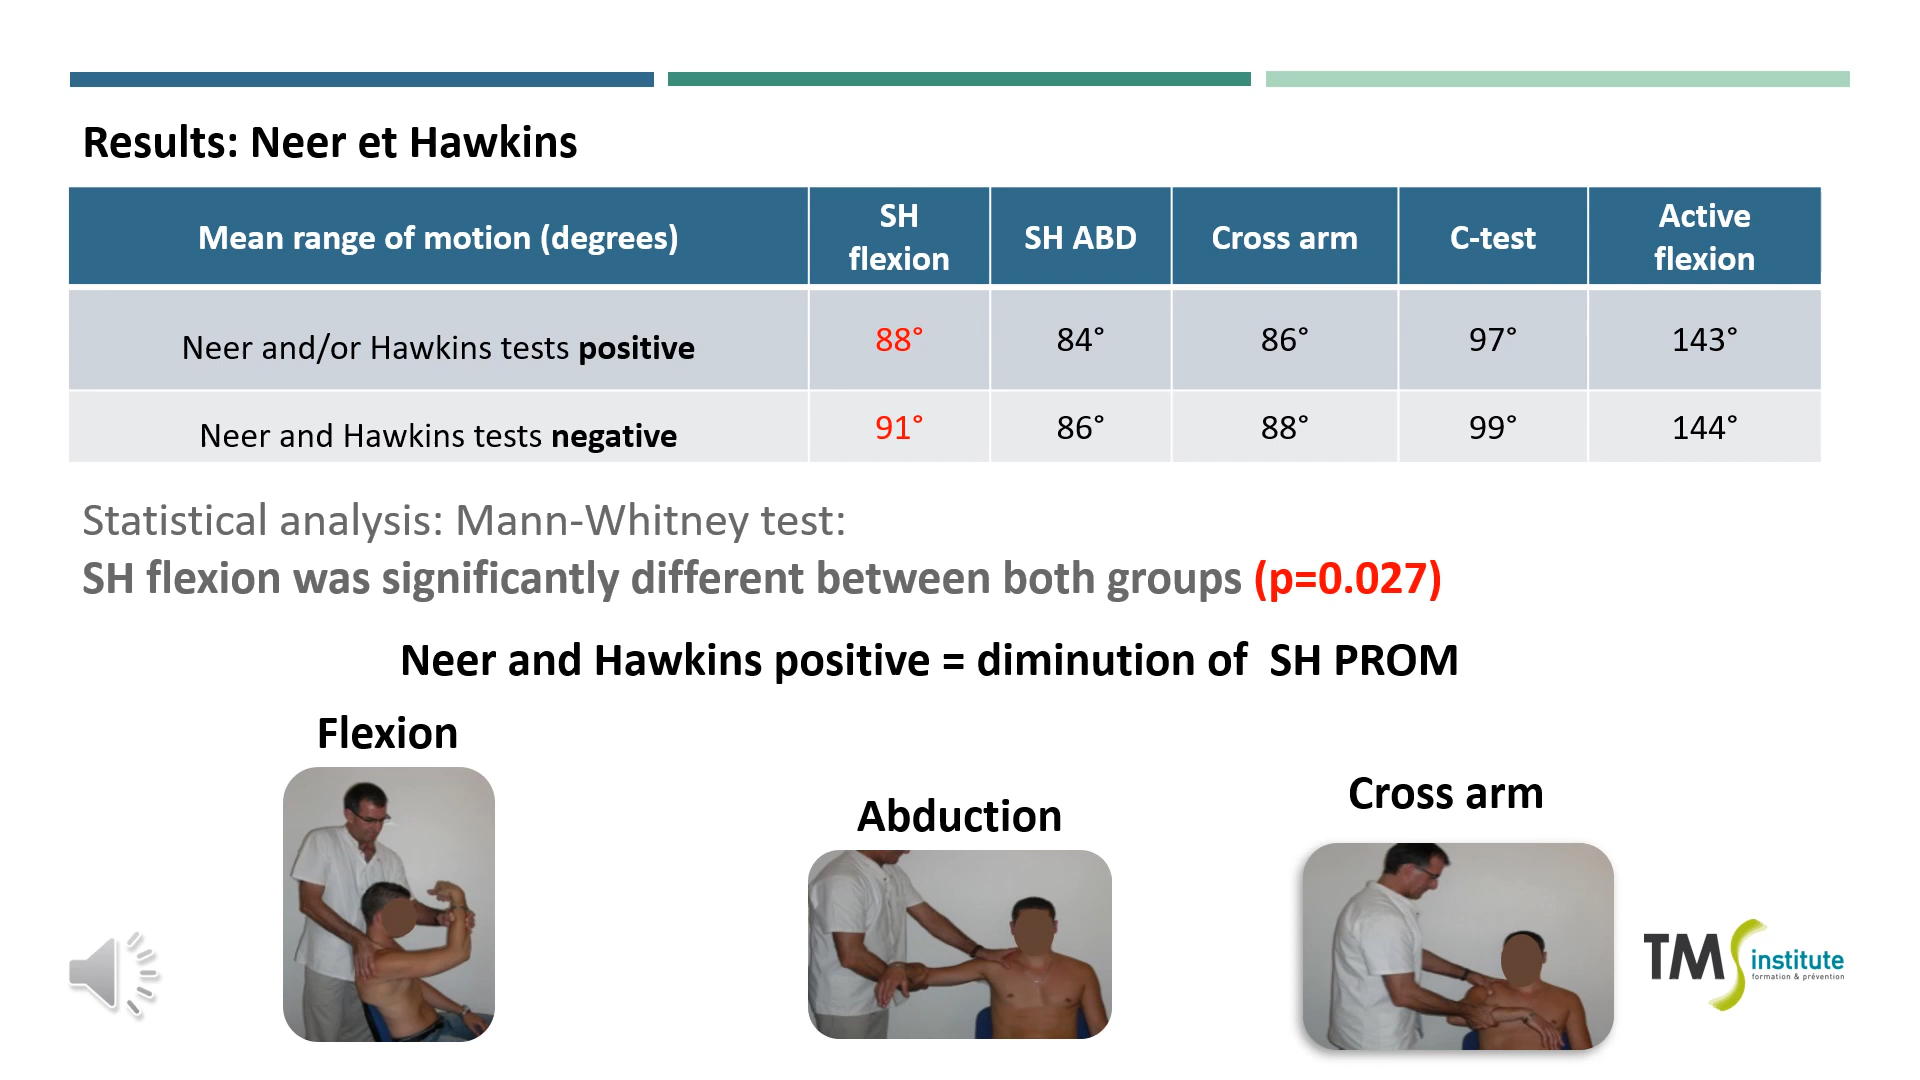 Results: Neer et Hawkins
Mean range of motion (degrees) SH flexion SH ABD Cross arm C-test Active flexion
Neer and/or Hawkins tests positive 88° 84° 86° 97° 143°
Neer and Hawkins tests negative 91° 86° 88° 99° 144°
Statistical analysis: Mann-Whitney test:
SH flexion was significantly different between both groups (p=0.027)
Neer and Hawkins positive = diminution of SH PROM
Flexion
Abduction
Cross arm
TMS institute
formation & prévention